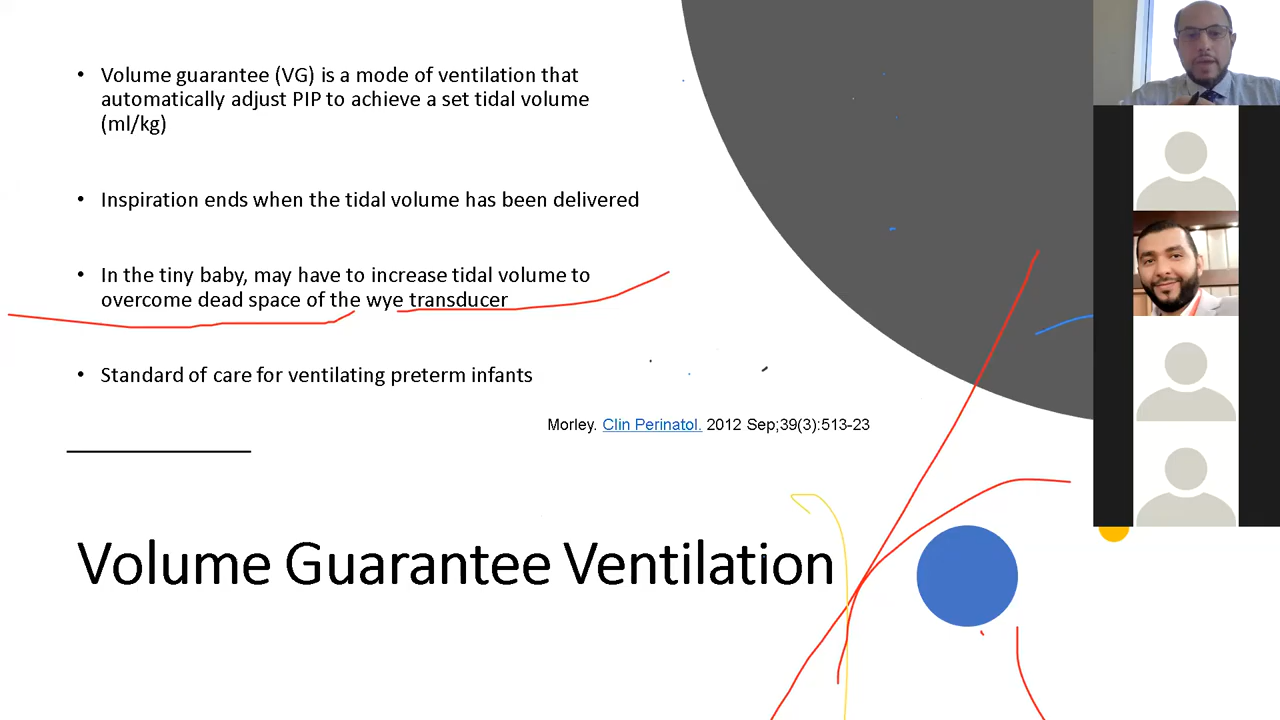 • Volume guarantee (VG) is a mode of ventilation that
automatically adjust PIP to achieve a set tidal volume
(ml/kg)
• Inspiration ends when the tidal volume has been delivered
• In the tiny baby, may have to increase tidal volume to
overcome dead space of the wye transducer
• Standard of care for ventilating preterm infants
Morley. Clin Perinatol. 2012 Sep;39(3):513-23
Volume Guarantee Ventilation